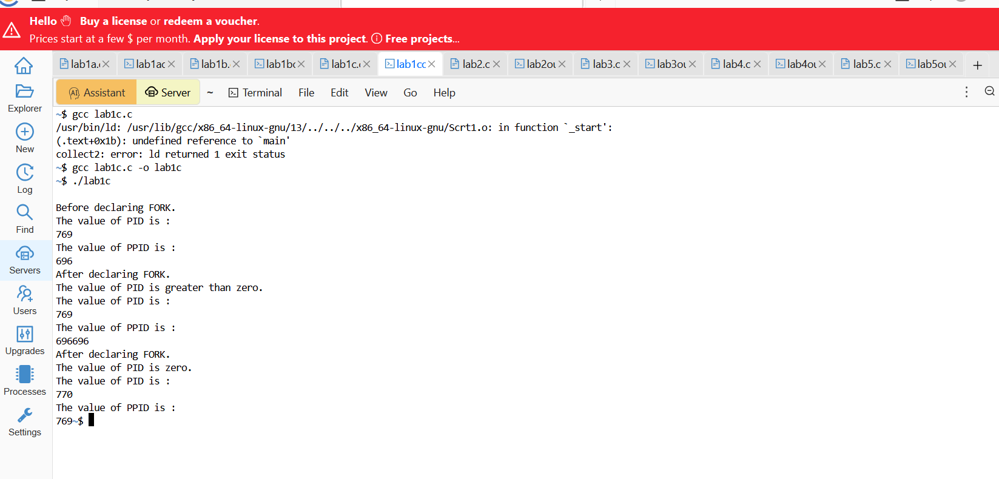 Hello Buy a license or redeem a voucher.
Prices start at a few $ per month. Apply your license to this project. Free projects...
lab1a.
lab1ac
lab1b.
lab1bc
lab1c.
lab1cc
lab2.c
lab2ou
lab3.c
lab3ou
lab4.c
lab4ou
lab5.c
lab5ou
Assistant Server ~ Terminal File Edit View Go Help
Explorer
New
Log
Find
Servers
Users
Upgrades
Processes
Settings
~$ gcc lab1c.c
/usr/bin/ld: /usr/lib/gcc/x86_64-linux-gnu/13/../../../x86_64-linux-gnu/Scrt1.o: in function `_start':
(.text+0x1b): undefined reference to `main'
collect2: error: ld returned 1 exit status
~$ gcc lab1c.c -o lab1c
~$ ./lab1c
Before declaring FORK.
The value of PID is :
769
The value of PPID is :
696
After declaring FORK.
The value of PID is greater than zero.
The value of PID is :
769
The value of PPID is :
696696
After declaring FORK.
The value of PID is zero.
The value of PID is :
770
The value of PPID is :
769~$